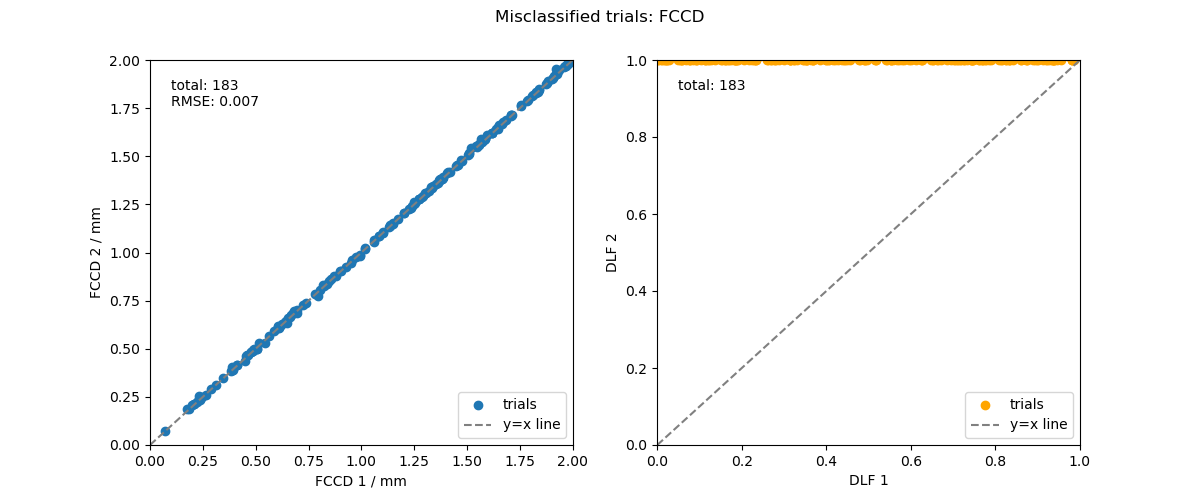 Misclassified trials: FCCD
2.00
1.75
1.50
1.25
1.00
0.75
0.50
0.25
0.00
FCCD 2 / mm
total: 183
RMSE: 0.007
trials
y=x line
0.00
0.25
0.50
0.75
1.00
1.25
1.50
1.75
2.00
FCCD 1 / mm
1.0
0.8
0.6
0.4
0.2
0.0
DLF 2
total: 183
trials
y=x line
0.0
0.2
0.4
0.6
0.8
1.0
DLF 1